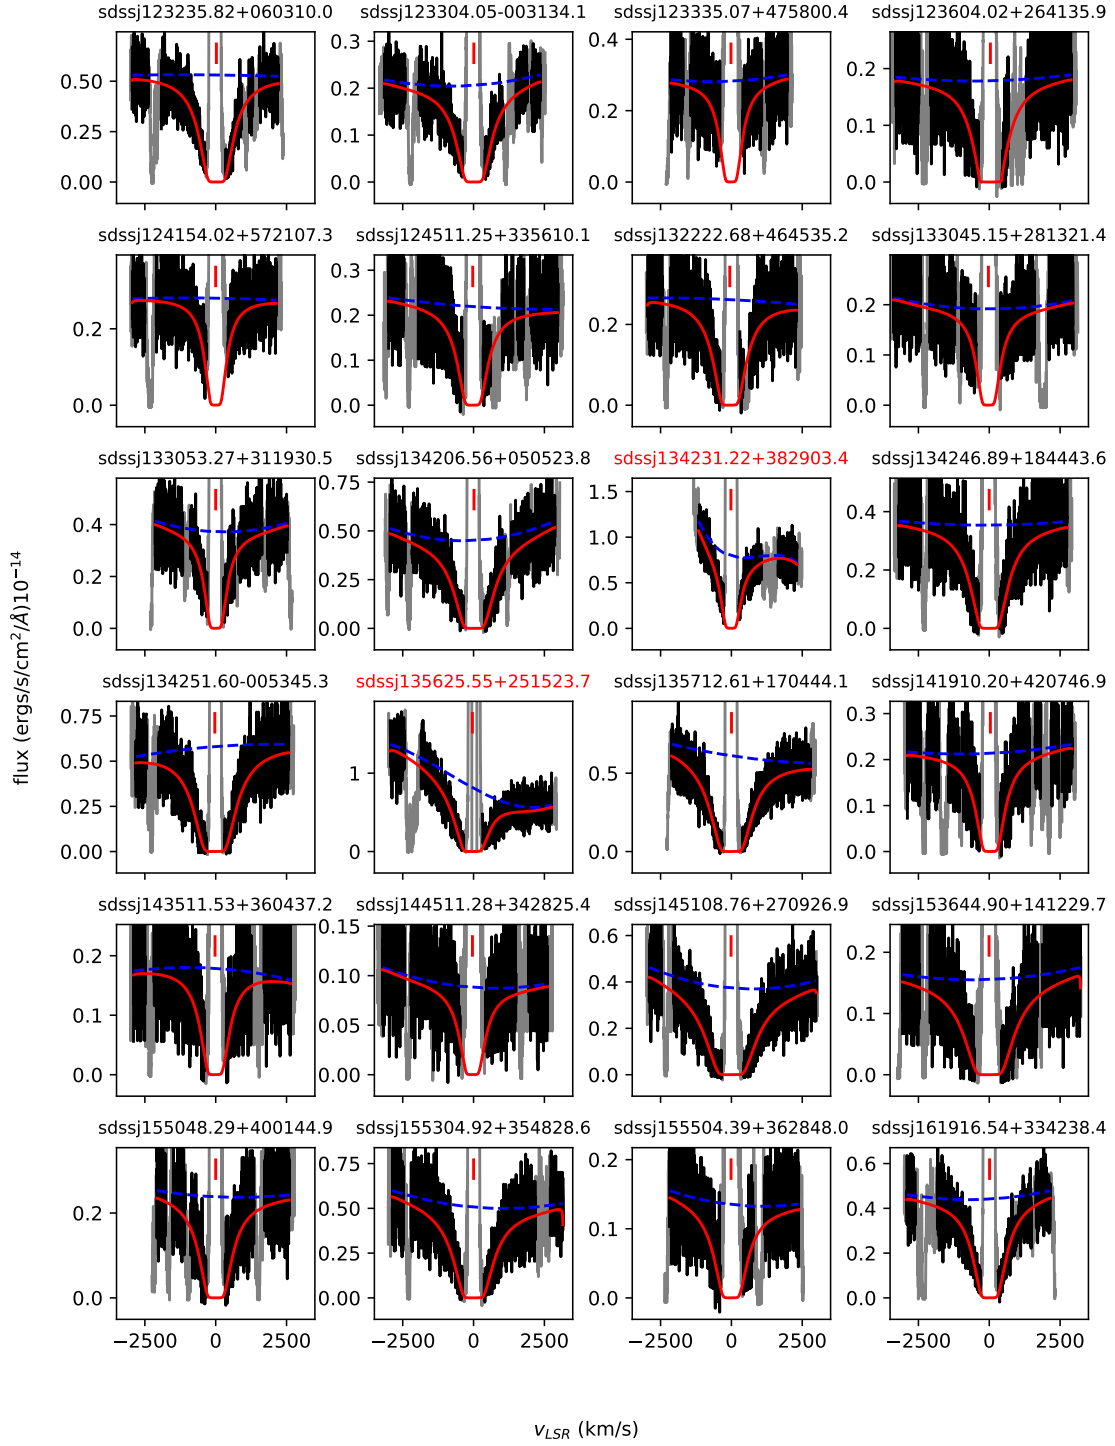 sdssj123235.82+060310.0 sdssj123304.05-003134.1 sdssj123335.07+475800.4 sdssj123604.02+264135.9
0.50 0.3 0.4 0.2
0.25 0.2 0.2 0.1
0.00 0.1 0.0 0.0
0.0
sdssj124154.02+572107.3 sdssj124511.25+335610.1 sdssj132222.68+464535.2 sdssj133045.15+281321.4
0.2 0.3 0.2 0.2
0.0 0.2 0.0 0.1
0.1 0.0
0.0
sdssj133053.27+311930.5 sdssj134206.56+050523.8 sdssj134231.22+382903.4 sdssj134246.89+184443.6
0.4 0.75 1.5 0.4
0.2 0.50 1.0 0.2
0.0 0.25 0.5 0.0
0.00 0.0
flux (ergs/s/cm²/Å)10⁻¹⁴
sdssj134251.60-005345.3 sdssj135625.55+251523.7 sdssj135712.61+170444.1 sdssj141910.20+420746.9
0.75 1 0.5 0.3
0.50 0 0.0 0.2
0.25 0.1
0.00 0.0
sdssj143511.53+360437.2 sdssj144511.28+342825.4 sdssj145108.76+270926.9 sdssj153644.90+141229.7
0.2 0.15 0.6 0.2
0.1 0.10 0.4 0.1
0.0 0.05 0.2 0.0
0.00 0.0
sdssj155048.29+400144.9 sdssj155304.92+354828.6 sdssj155504.39+362848.0 sdssj161916.54+334238.4
0.2 0.75 0.2 0.6
0.0 0.50 0.1 0.4
0.25 0.0 0.2
0.00 0.0
−2500 0 2500 −2500 0 2500 −2500 0 2500 −2500 0 2500
v_LSR (km/s)